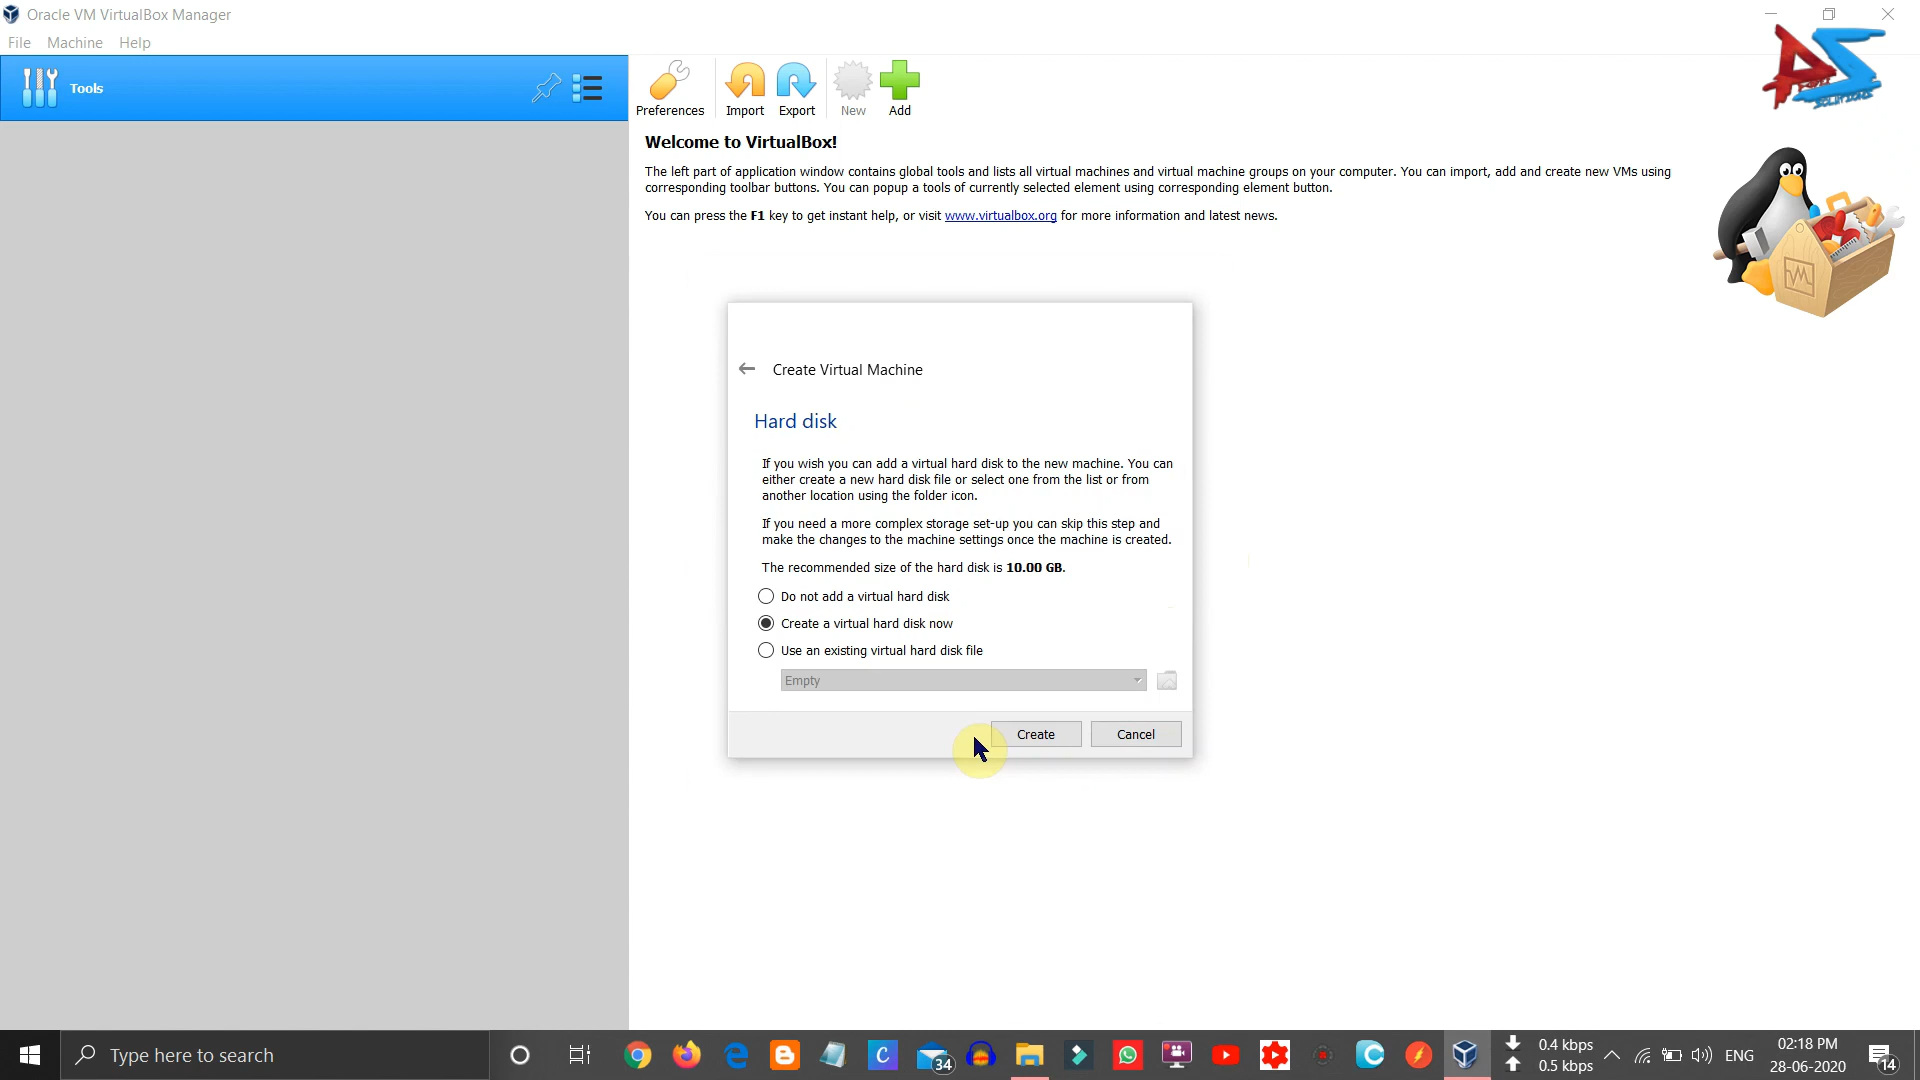 Oracle VM VirtualBox Manager
File Machine Help
Tools
Preferences Import Export New Add
Welcome to VirtualBox!
The left part of application window contains global tools and lists all virtual machines and virtual machine groups on your computer. You can import, add and create new VMs using
corresponding toolbar buttons. You can popup a tools of currently selected element using corresponding element button.
You can press the F1 key to get instant help, or visit www.virtualbox.org for more information and latest news.
Create Virtual Machine
Hard disk
If you wish you can add a virtual hard disk to the new machine. You can
either create a new hard disk file or select one from the list or from
another location using the folder icon.
If you need a more complex storage set-up you can skip this step and
make the changes to the machine settings once the machine is created.
The recommended size of the hard disk is 10.00 GB.
Do not add a virtual hard disk
Create a virtual hard disk now
Use an existing virtual hard disk file
Empty
Create Cancel
Type here to search
34
0.4 kbps
0.5 kbps
ENG
02:18 PM
28-06-2020
14